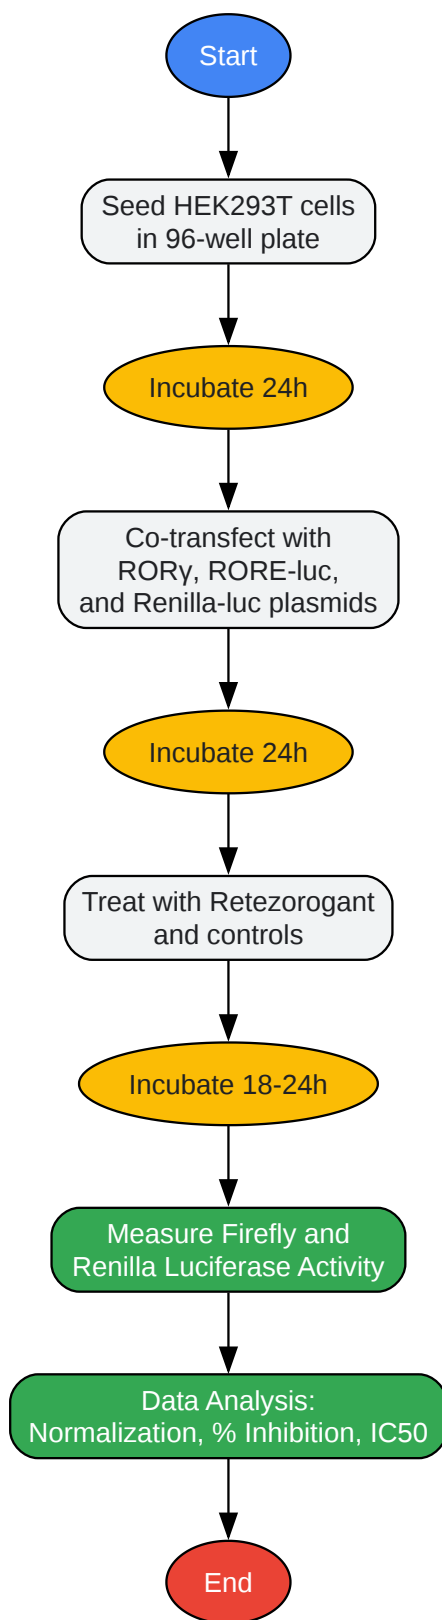 Start
Seed HEK293T cells
in 96-well plate
Incubate 24h
Co-transfect with
RORγ, RORE-luc,
and Renilla-luc plasmids
Incubate 24h
Treat with Retezorogant
and controls
Incubate 18-24h
Measure Firefly and
Renilla Luciferase Activity
Data Analysis:
Normalization, % Inhibition, IC50
End